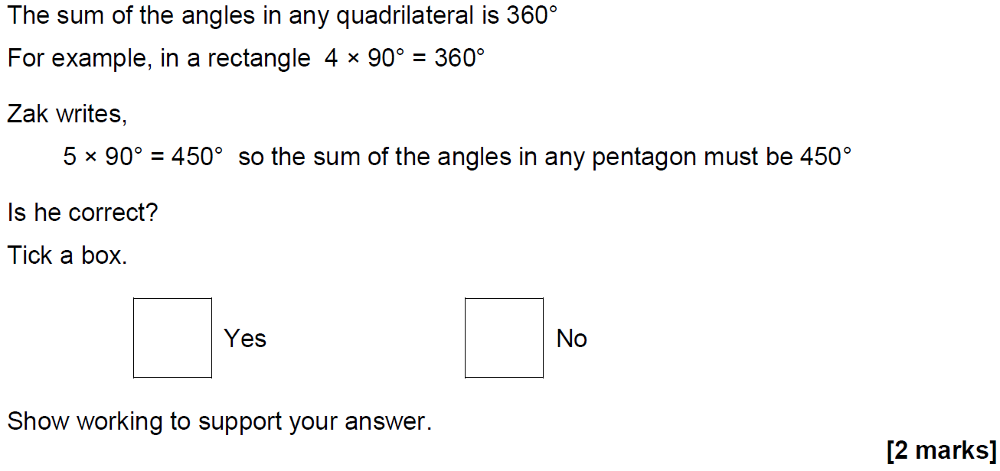 The sum of the angles in any quadrilateral is 360°
For example, in a rectangle 4 × 90° = 360°
Zak writes,
5 × 90° = 450° so the sum of the angles in any pentagon must be 450°
Is he correct?
Tick a box.
Yes No
Show working to support your answer.
[2 marks]